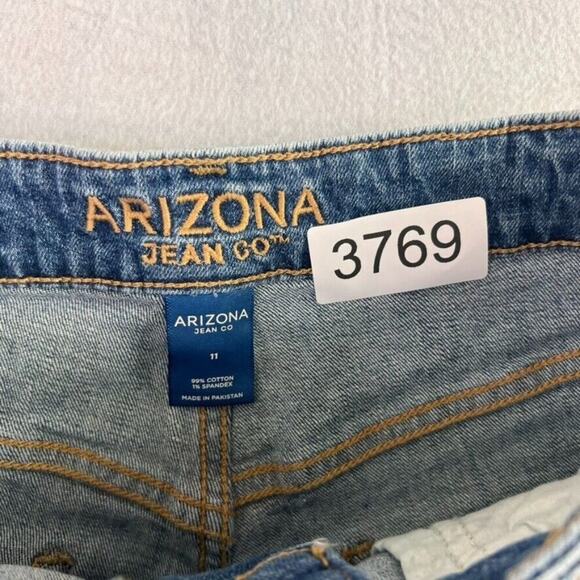 ARIZONA
JEAN CO™
3769
ARIZONA
JEAN CO
11
99% COTTON
1% SPANDEX
MADE IN PAKISTAN